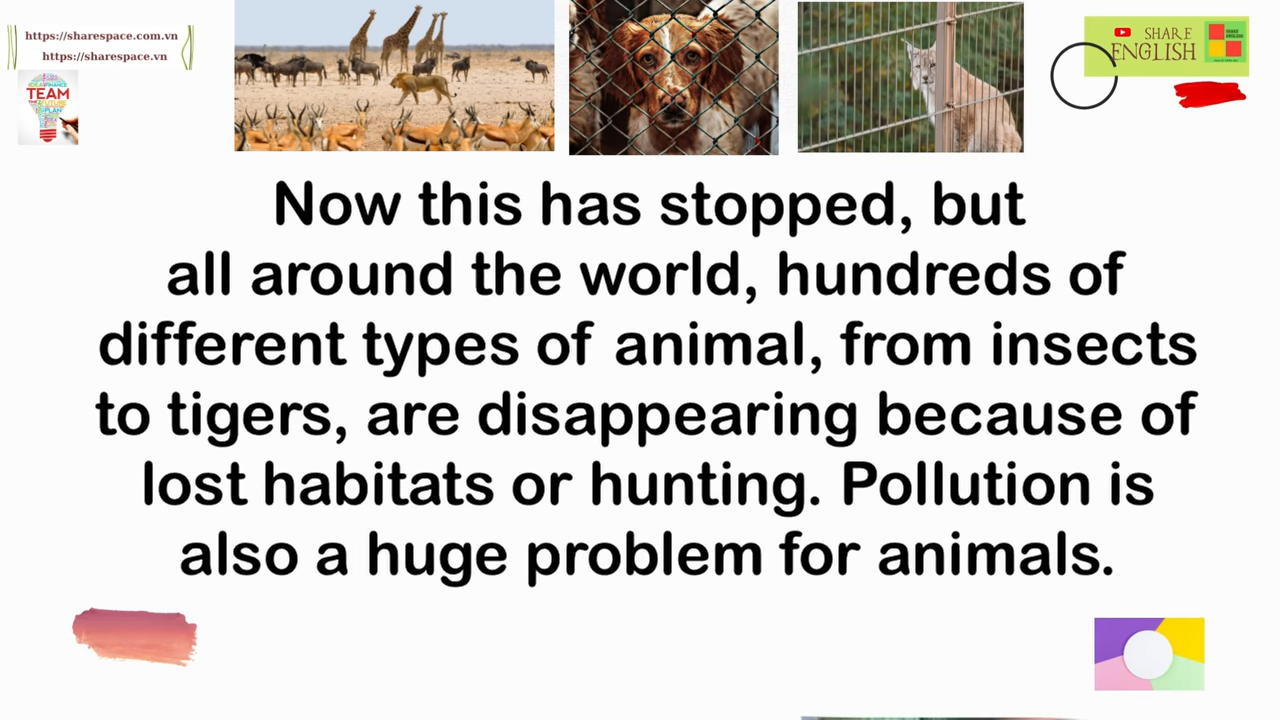 https://sharespace.com.vn
https://sharespace.vn
TEAM
PLAN
SHARE
ENGLISH
Now this has stopped, but
all around the world, hundreds of
different types of animal, from insects
to tigers, are disappearing because of
lost habitats or hunting. Pollution is
also a huge problem for animals.